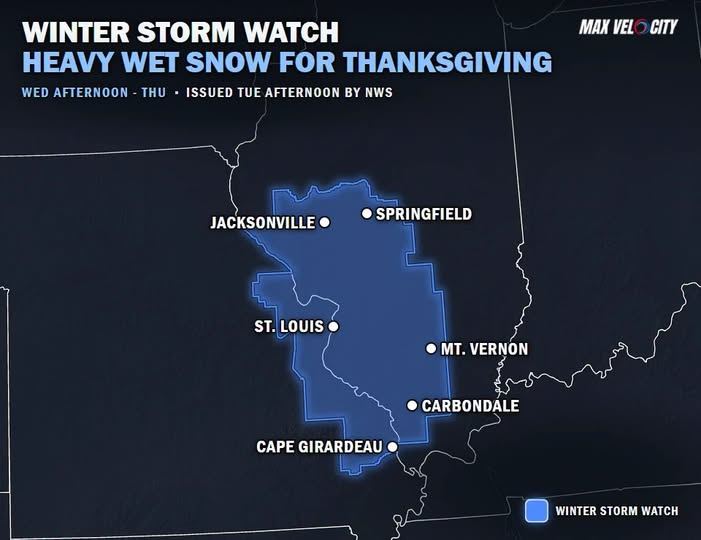 WINTER STORM WATCH
MAX VELOCITY
HEAVY WET SNOW FOR THANKSGIVING
WED AFTERNOON - THU • ISSUED TUE AFTERNOON BY NWS
JACKSONVILLE
SPRINGFIELD
ST. LOUIS
MT. VERNON
CARBONDALE
CAPE GIRARDEAU
WINTER STORM WATCH